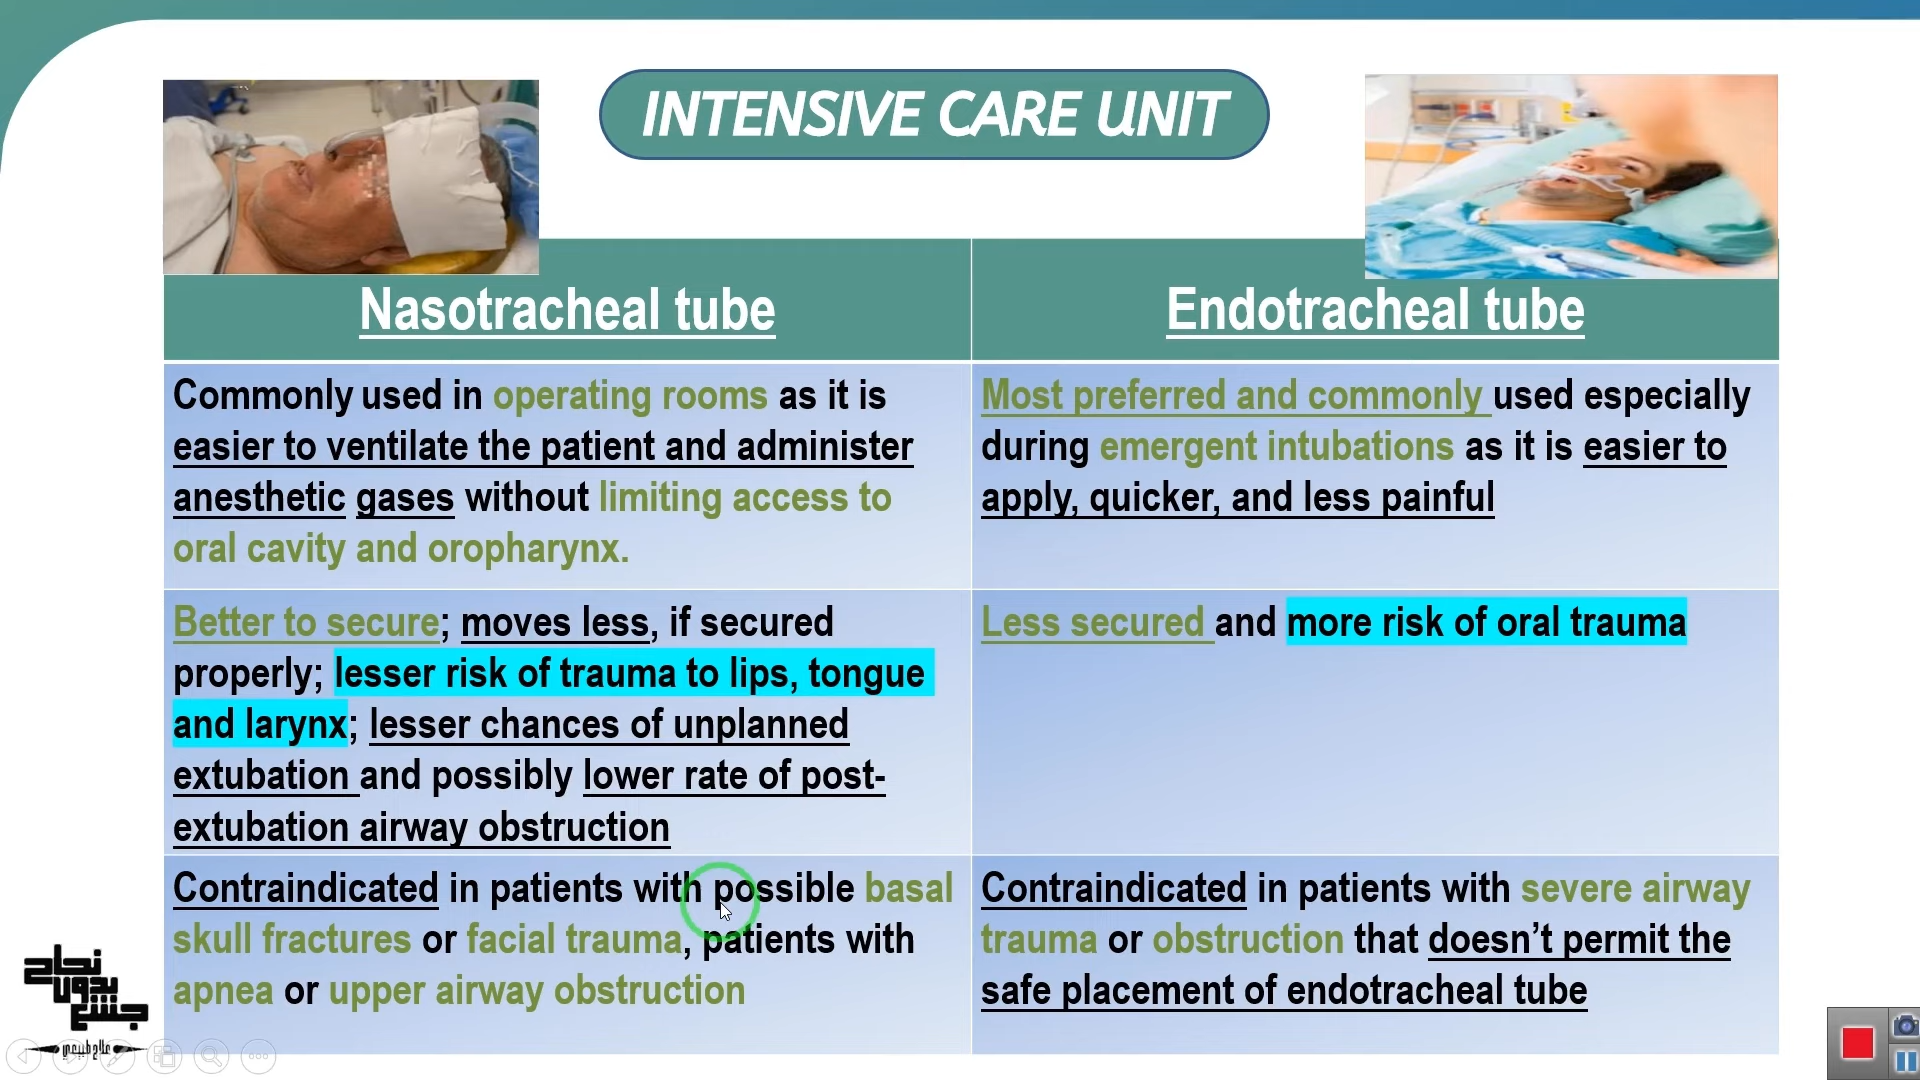 INTENSIVE CARE UNIT
Nasotracheal tube
Endotracheal tube
Commonly used in operating rooms as it is
easier to ventilate the patient and administer
anesthetic gases without limiting access to
oral cavity and oropharynx.
Most preferred and commonly used especially
during emergent intubations as it is easier to
apply, quicker, and less painful
Better to secure; moves less, if secured
properly; lesser risk of trauma to lips, tongue
and larynx; lesser chances of unplanned
extubation and possibly lower rate of post-
extubation airway obstruction
Less secured and more risk of oral trauma
Contraindicated in patients with possible basal
skull fractures or facial trauma, patients with
apnea or upper airway obstruction
Contraindicated in patients with severe airway
trauma or obstruction that doesn’t permit the
safe placement of endotracheal tube
نجاح
بدون
جشع
علاج طبيعي